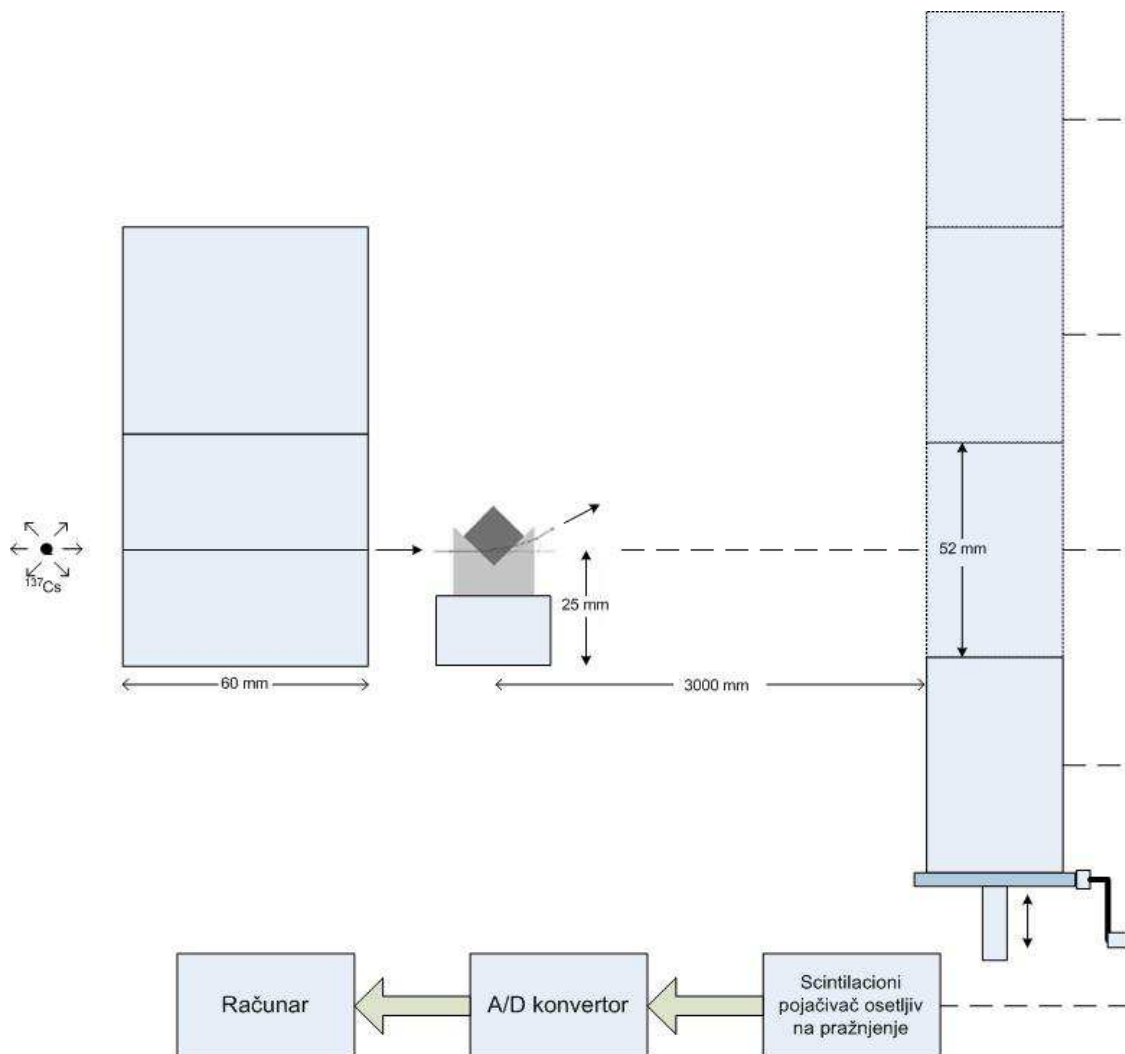 52 mm
¹³⁷Cs
25 mm
60 mm
3000 mm
Računar
A/D konvertor
Scintilacioni
pojačivač osetljiv
na pražnjenje